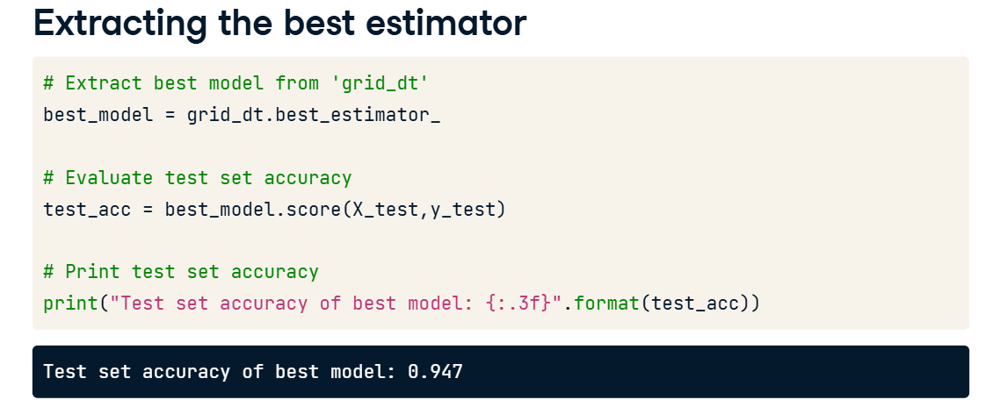 Extracting the best estimator
# Extract best model from 'grid_dt'
best_model = grid_dt.best_estimator_
# Evaluate test set accuracy
test_acc = best_model.score(X_test,y_test)
# Print test set accuracy
print("Test set accuracy of best model: {:.3f}".format(test_acc))
Test set accuracy of best model: 0.947